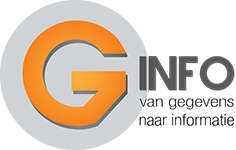 G INFO
van gegevens
naar informatie